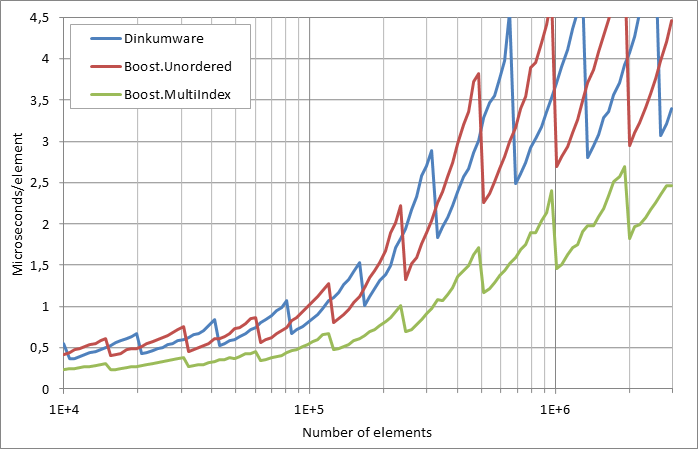 4,5
4
3,5
3
2,5
2
1,5
1
0,5
0
Microseconds/element
Dinkumware
Boost.Unordered
Boost.MultiIndex
1E+4
1E+5
1E+6
Number of elements